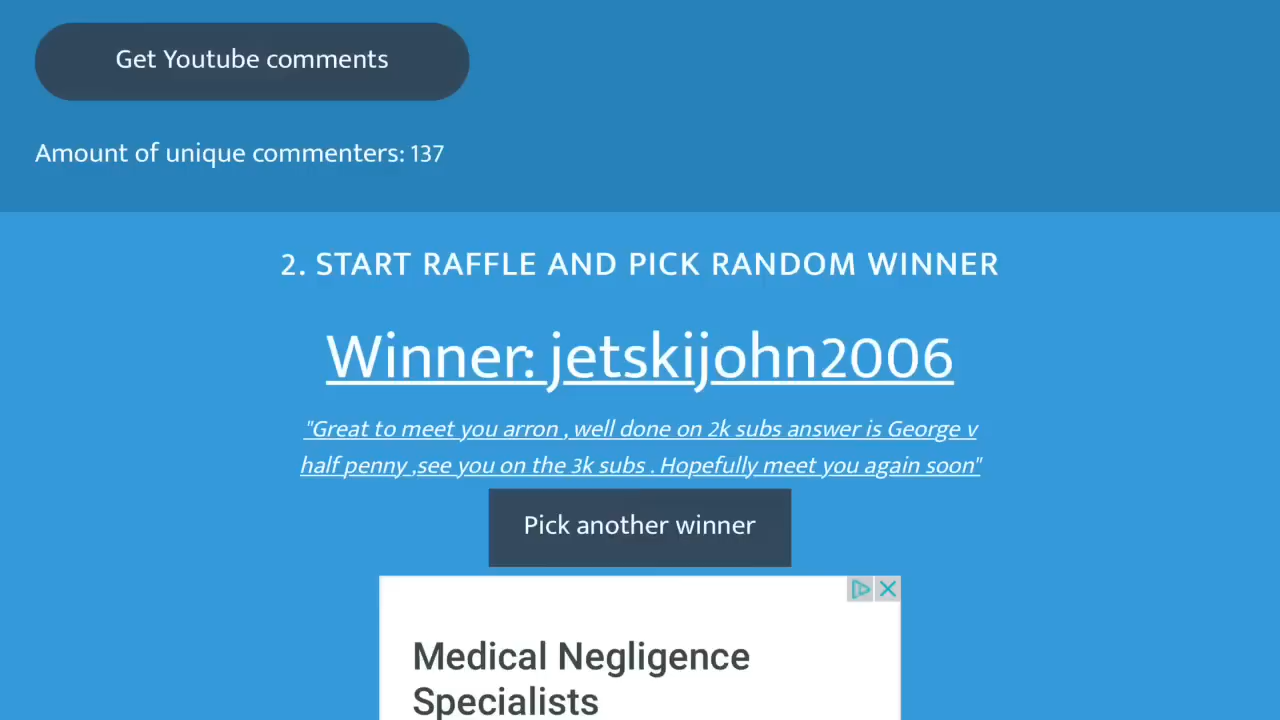 Get Youtube comments
Amount of unique commenters: 137
2. START RAFFLE AND PICK RANDOM WINNER
Winner: jetskijohn2006
"Great to meet you arron , well done on 2k subs answer is George v
half penny ,see you on the 3k subs . Hopefully meet you again soon"
Pick another winner
Medical Negligence
Specialists